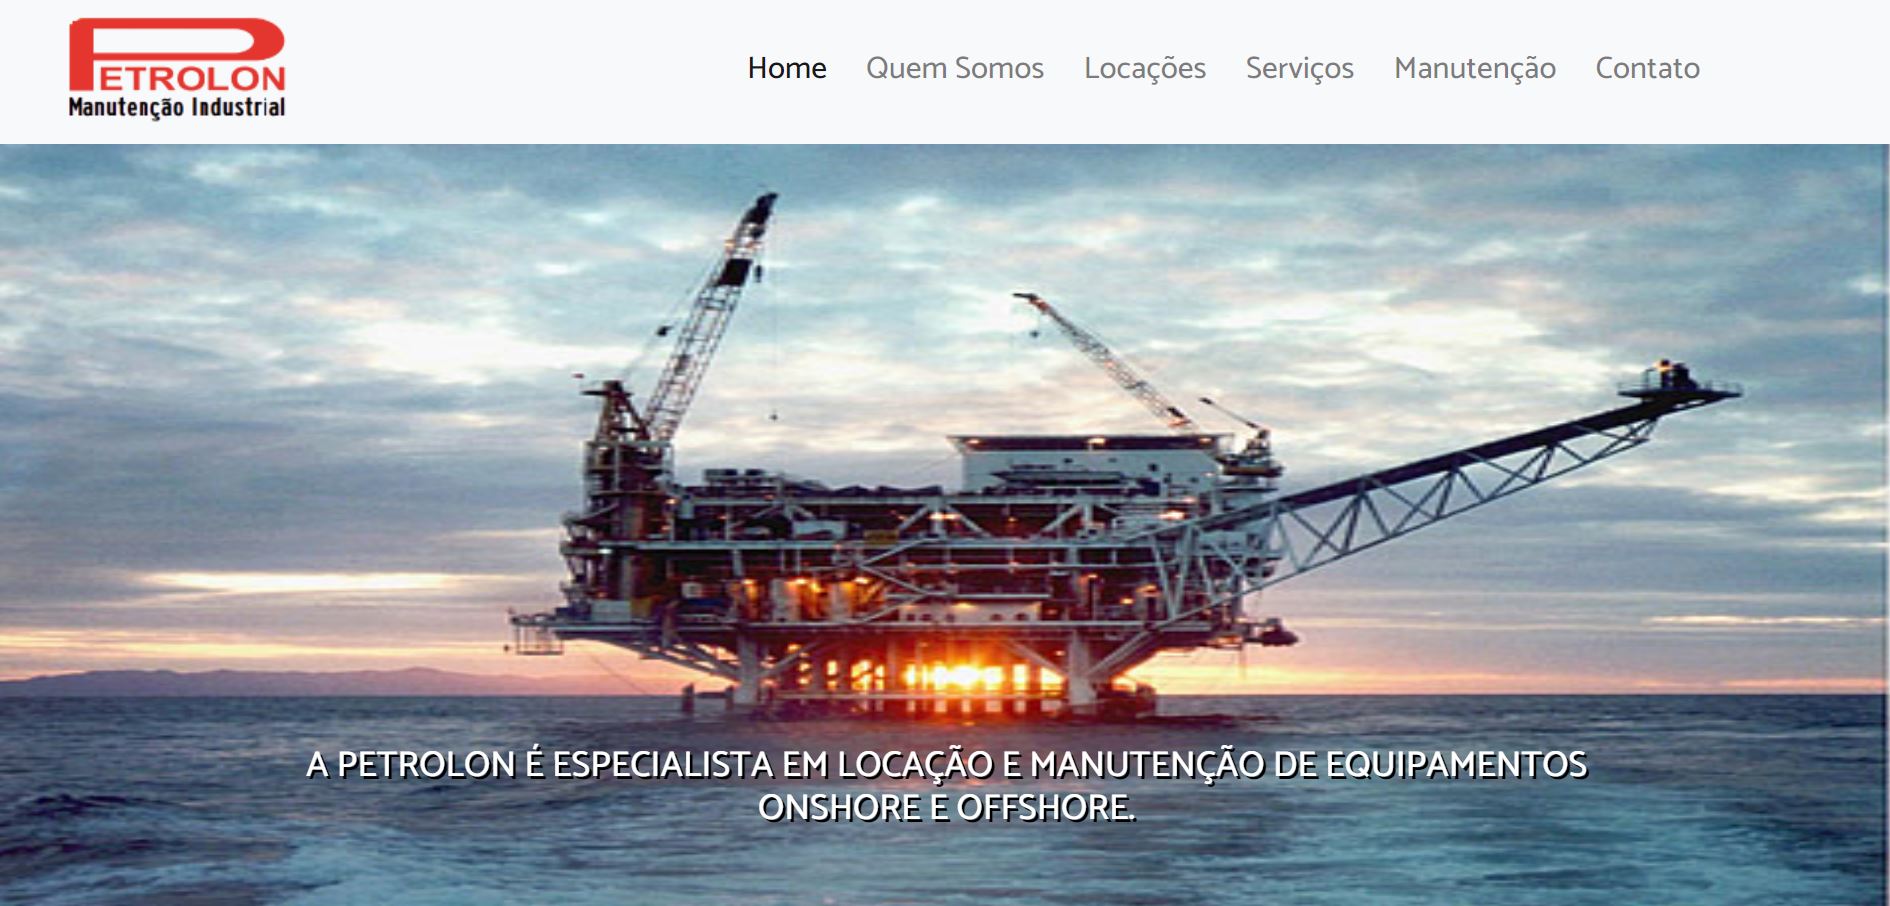 PETROLON
Manutenção Industrial
Home Quem Somos Locações Serviços Manutenção Contato
A PETROLON É ESPECIALISTA EM LOCAÇÃO E MANUTENÇÃO DE EQUIPAMENTOS
ONSHORE E OFFSHORE.